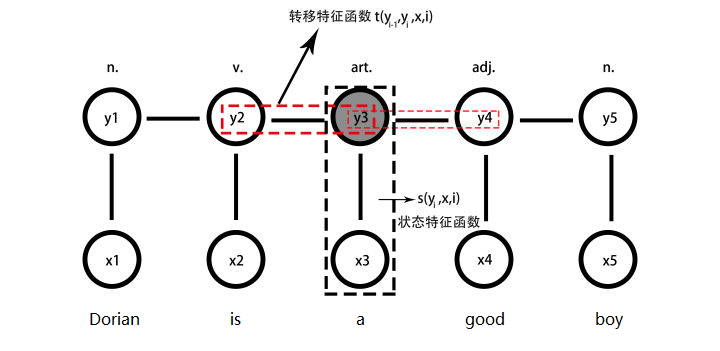 转移特征函数 t(yi-1,yi,x,i)
n. v. art. adj. n.
y1 y2 y3 y4 y5
s(yi,x,i)
状态特征函数
x1 x2 x3 x4 x5
Dorian is a good boy